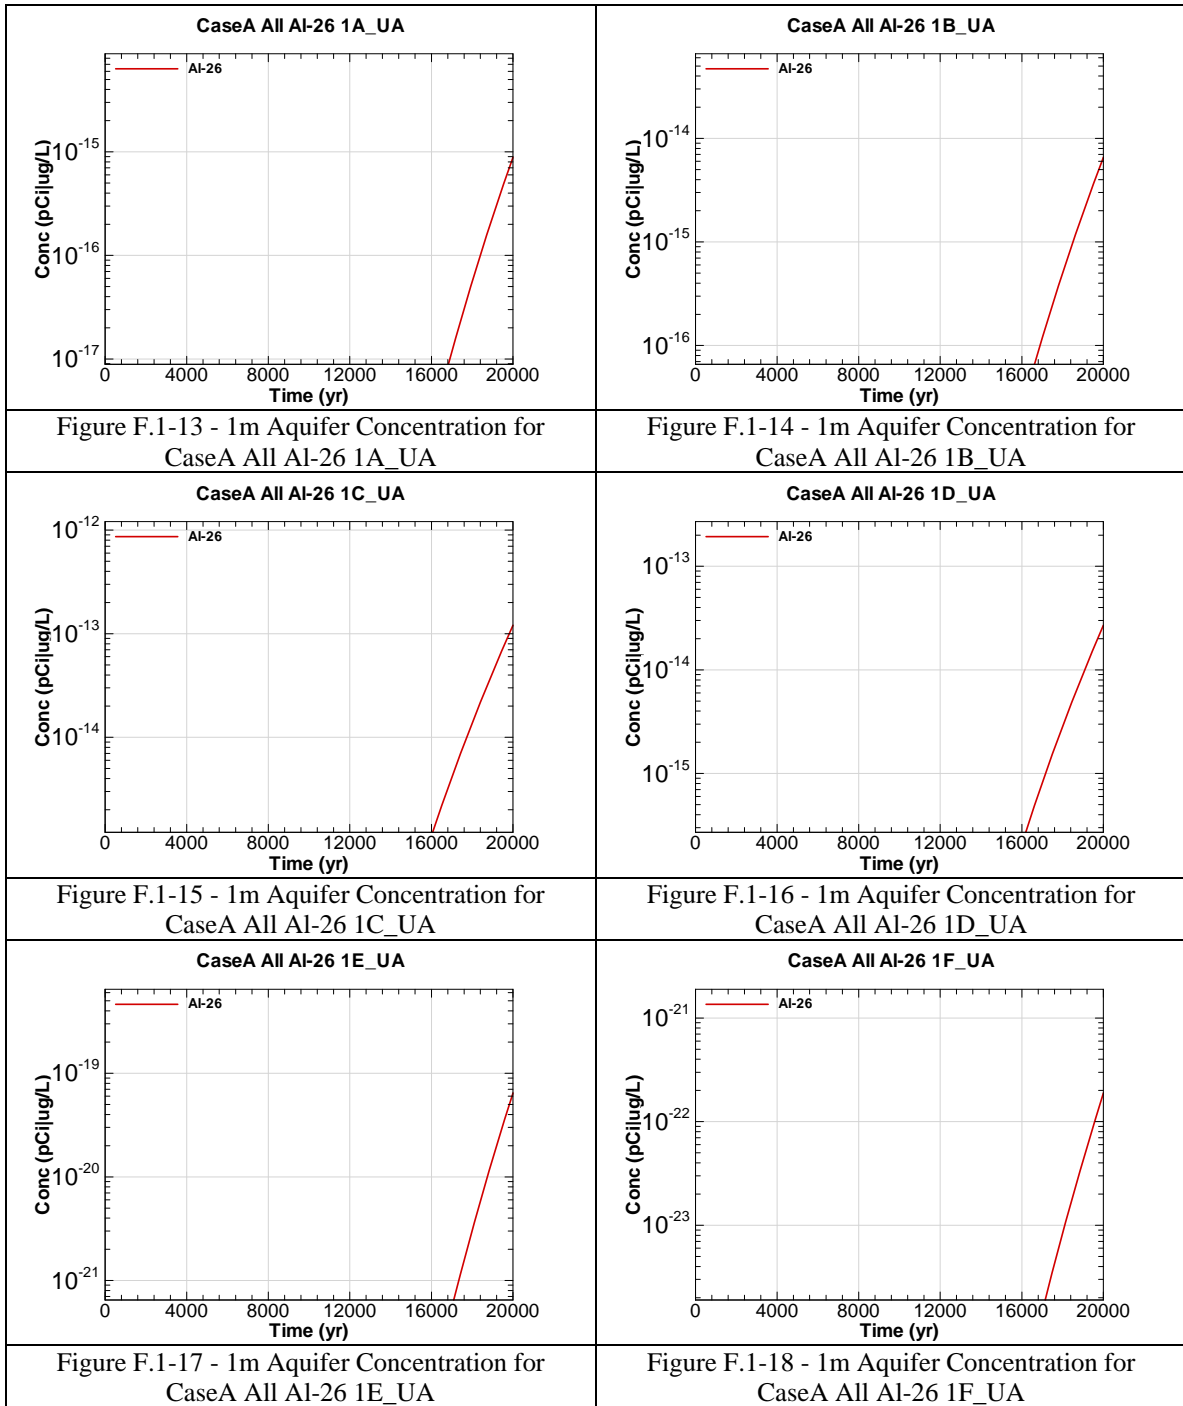 CaseA All Al-26 1A_UA
Al-26
Conc (pCi|ug/L)
10-15
10-16
10-17
0 4000 8000 12000 16000 20000
Time (yr)
Figure F.1-13 - 1m Aquifer Concentration for
CaseA All Al-26 1A_UA
CaseA All Al-26 1B_UA
Al-26
Conc (pCi|ug/L)
10-14
10-15
10-16
0 4000 8000 12000 16000 20000
Time (yr)
Figure F.1-14 - 1m Aquifer Concentration for
CaseA All Al-26 1B_UA
CaseA All Al-26 1C_UA
Al-26
Conc (pCi|ug/L)
10-12
10-13
10-14
0 4000 8000 12000 16000 20000
Time (yr)
Figure F.1-15 - 1m Aquifer Concentration for
CaseA All Al-26 1C_UA
CaseA All Al-26 1D_UA
Al-26
Conc (pCi|ug/L)
10-13
10-14
10-15
0 4000 8000 12000 16000 20000
Time (yr)
Figure F.1-16 - 1m Aquifer Concentration for
CaseA All Al-26 1D_UA
CaseA All Al-26 1E_UA
Al-26
Conc (pCi|ug/L)
10-19
10-20
10-21
0 4000 8000 12000 16000 20000
Time (yr)
Figure F.1-17 - 1m Aquifer Concentration for
CaseA All Al-26 1E_UA
CaseA All Al-26 1F_UA
Al-26
Conc (pCi|ug/L)
10-21
10-22
10-23
0 4000 8000 12000 16000 20000
Time (yr)
Figure F.1-18 - 1m Aquifer Concentration for
CaseA All Al-26 1F_UA